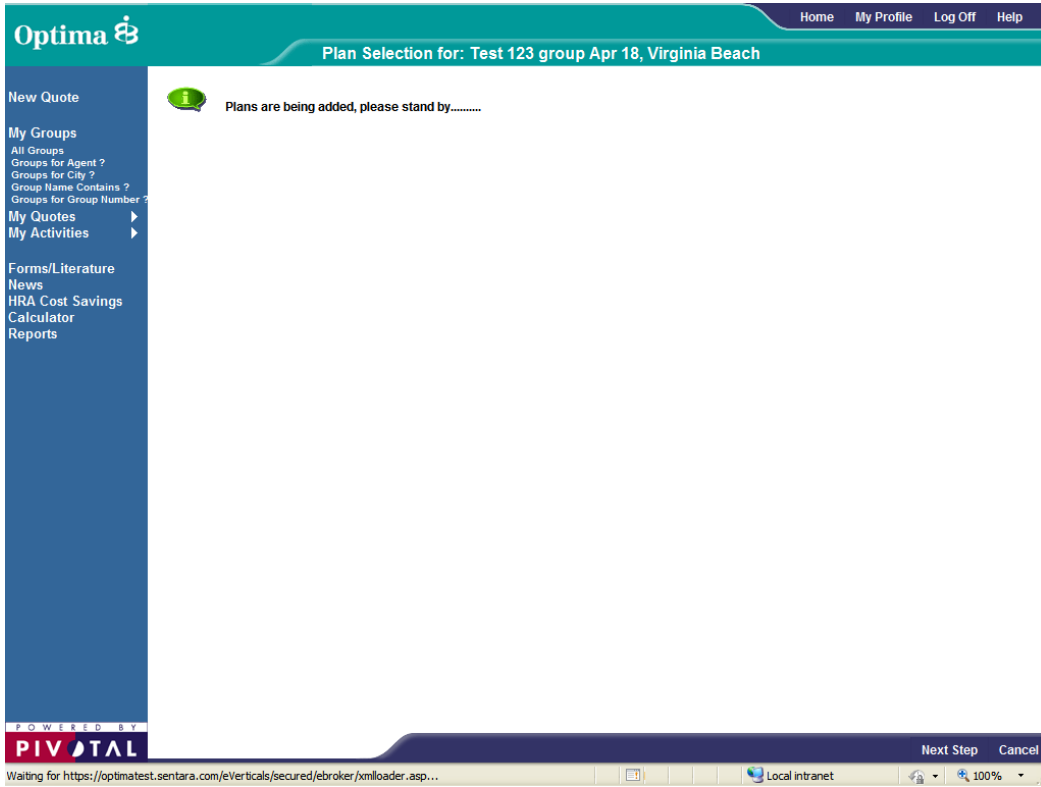 Home My Profile Log Off Help
Optima
Plan Selection for: Test 123 group Apr 18, Virginia Beach
New Quote
Plans are being added, please stand by..........
My Groups
All Groups
Groups for Agent ?
Groups for City ?
Group Name Contains ?
Groups for Group Number ?
My Quotes
My Activities
Forms/Literature
News
HRA Cost Savings
Calculator
Reports
POWERED BY
PIVOTAL
Next Step Cancel
Waiting for https://optimatest.sentara.com/eVerticals/secured/ebroker/xmlloader.asp... Local intranet 100%